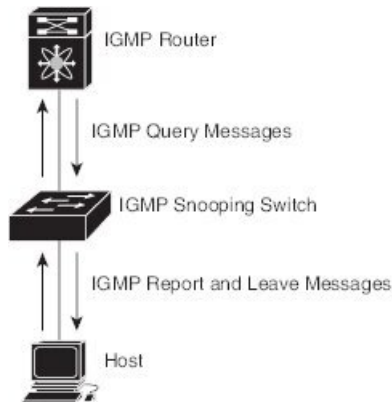 IGMP Router
IGMP Query Messages
IGMP Snooping Switch
IGMP Report and Leave Messages
Host